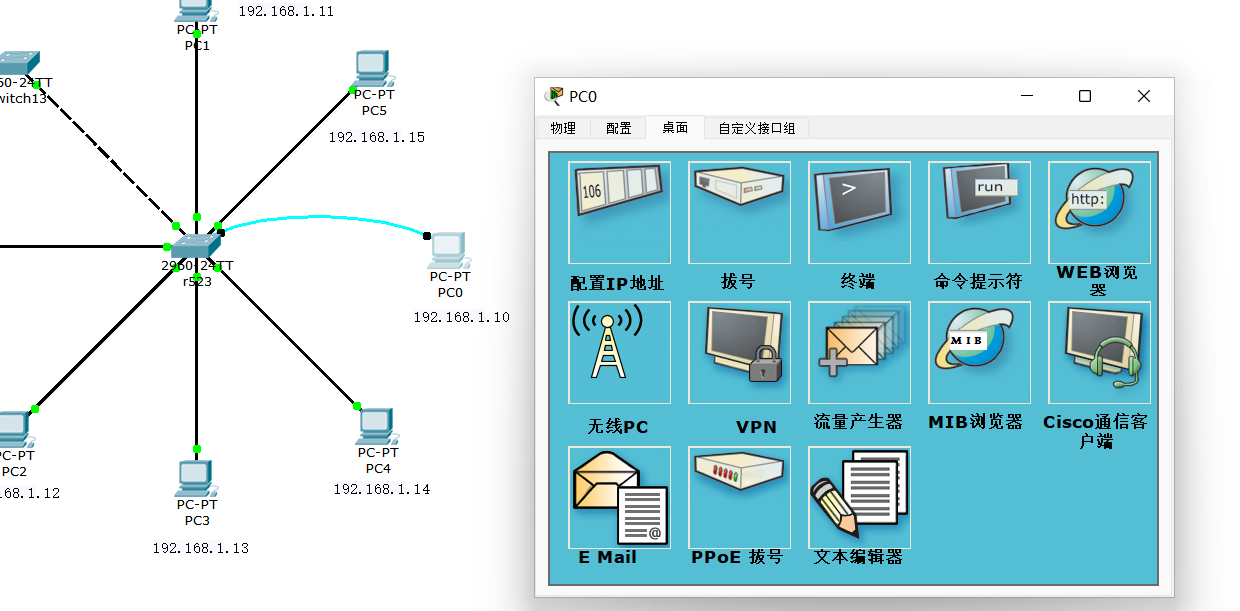 192.168.1.11
PC-PT
PC1
60-24TT
witch13
PC-PT
PC5
192.168.1.15
2960-24TT
r523
PC-PT
PC0
192.168.1.10
PC-PT
PC2
68.1.12
PC-PT
PC3
192.168.1.13
PC-PT
PC4
192.168.1.14
PC0
物理 配置 桌面 自定义接口组
106
>
run
http:
配置IP地址 拔号 终端 命令提示符 WEB浏览
器
MIB
无线PC VPN 流量产生器 MIB浏览器 Cisco通信客
户端
@
E Mail PPoE 拨号 文本编辑器